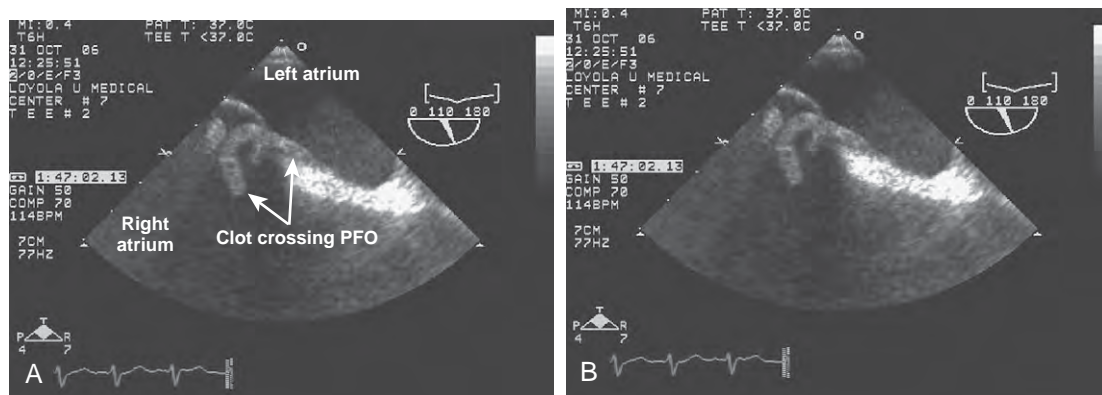 MI:0.4
T6H
PAT T: 37.0C
TEE T <37.0C
31 OCT 06
12:25:51
0/0/E/F3
LOYOLA U MEDICAL
CENTER # 7
T E E # 2
0 110 180
1:47:02.13
GAIN 50
COMP 70
114BPM
7CM
77HZ
T
P R
4 7
Left atrium
Right
atrium
Clot crossing PFO
A
MI:0.4
T6H
PAT T: 37.0C
TEE T <37.0C
31 OCT 06
12:25:51
0/0/E/F3
LOYOLA U MEDICAL
CENTER # 7
T E E # 2
0 110 180
1:47:02.13
GAIN 50
COMP 70
114BPM
7CM
77HZ
T
P R
4 7
B